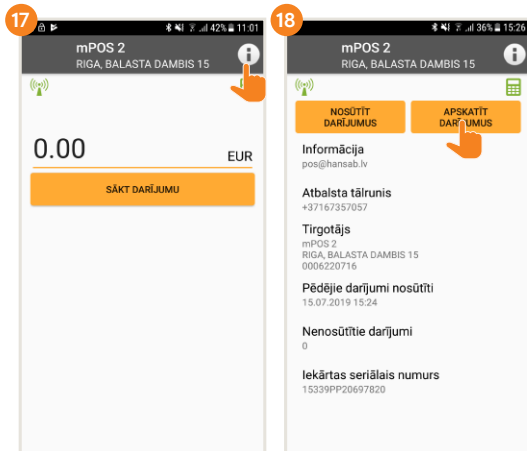 17
42% 11:01
mPOS 2
RIGA, BALASTA DAMBIS 15
0.00
EUR
SĀKT DARĪJUMU
18
36% 15:26
mPOS 2
RIGA, BALASTA DAMBIS 15
NOSŪTĪT
DARĪJUMUS
APSKATĪT
DARĪJUMUS
Informācija
pos@hansab.lv
Atbalsta tālrunis
+37167357057
Tirgotājs
mPOS 2
RIGA, BALASTA DAMBIS 15
0006220716
Pēdējie darījumi nosūtīti
15.07.2019 15:24
Nenosūtītie darījumi
0
Iekārtas seriālais numurs
15339PP20697820